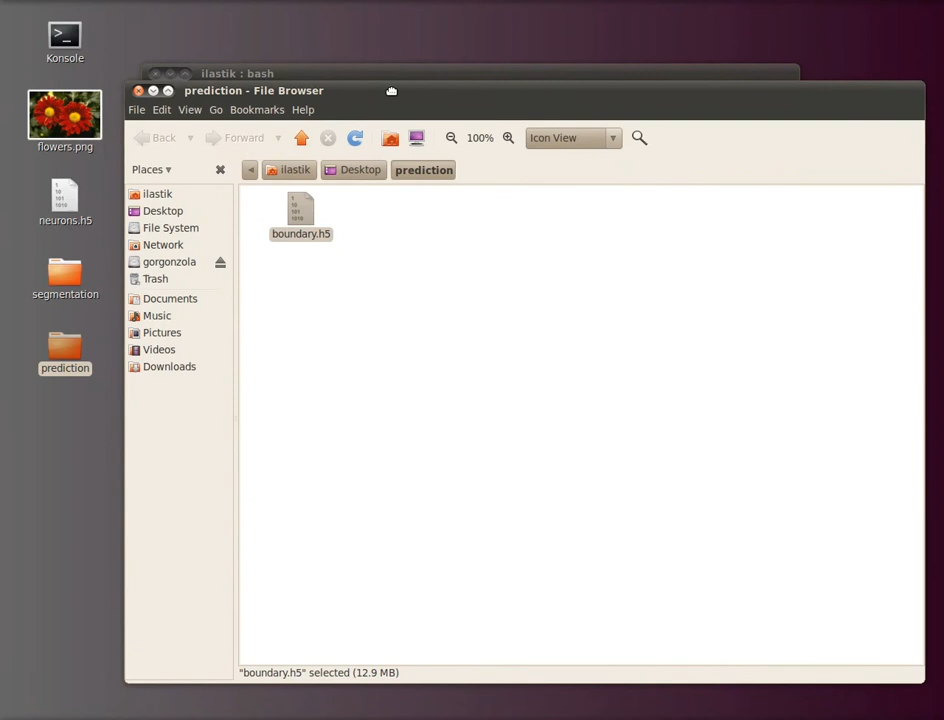 Konsole
flowers.png
neurons.h5
segmentation
prediction
ilastik : bash
prediction - File Browser
File Edit View Go Bookmarks Help
Back Forward 100% Icon View
Places ilastik Desktop prediction
ilastik
Desktop
File System
Network
gorgonzola
Trash
Documents
Music
Pictures
Videos
Downloads
boundary.h5
"boundary.h5" selected (12.9 MB)